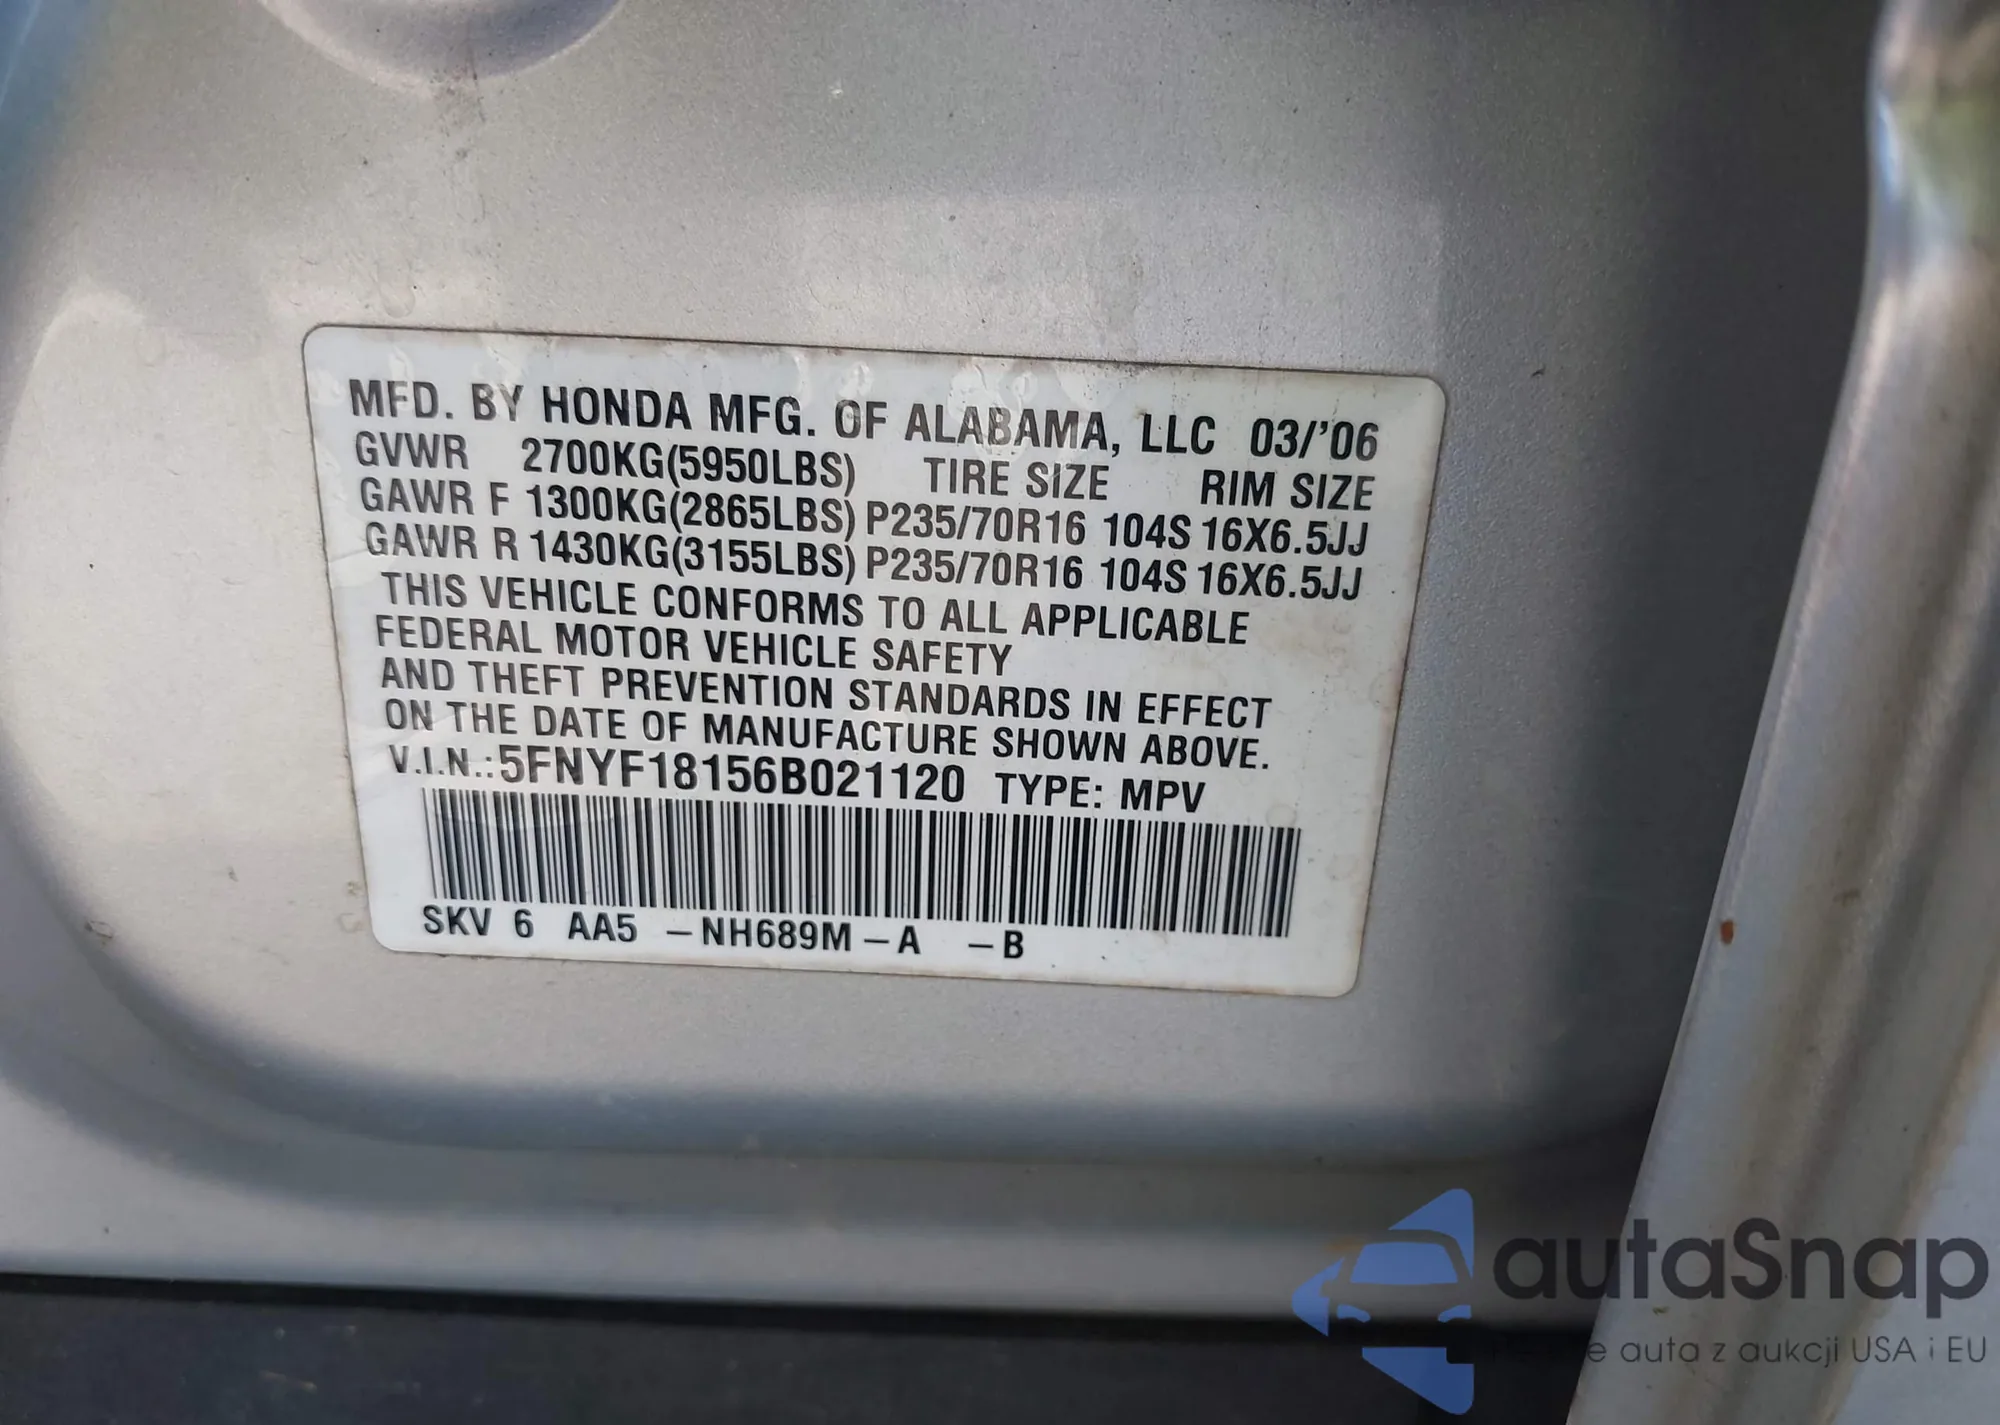 MFD. BY HONDA MFG. OF ALABAMA, LLC 03/'06
GVWR 2700KG(5950LBS) TIRE SIZE RIM SIZE
GAWR F 1300KG(2865LBS) P235/70R16 104S 16X6.5JJ
GAWR R 1430KG(3155LBS) P235/70R16 104S 16X6.5JJ
THIS VEHICLE CONFORMS TO ALL APPLICABLE
FEDERAL MOTOR VEHICLE SAFETY
AND THEFT PREVENTION STANDARDS IN EFFECT
ON THE DATE OF MANUFACTURE SHOWN ABOVE.
V.I.N.:5FNYF18156B021120 TYPE: MPV
SKV 6 AA5 -NH689M-A -B
autaSnap
auta z aukcji USA i EU